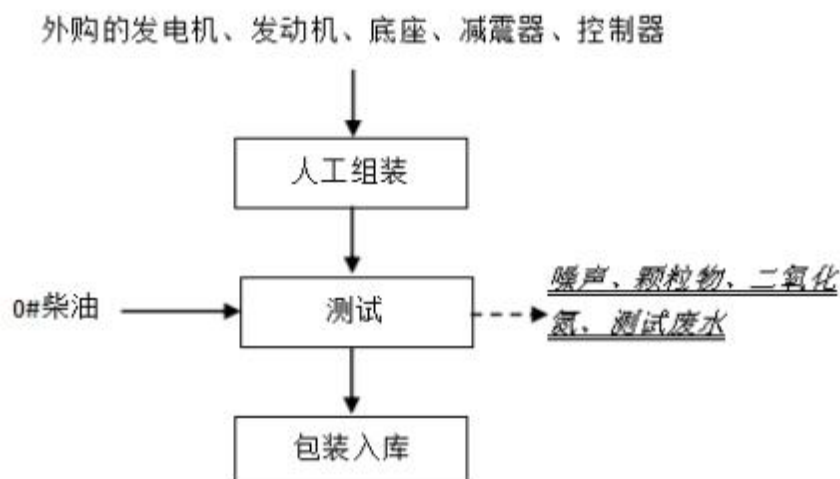 外购的发电机、发动机、底座、减震器、控制器
人工组装
0#柴油
测试
噪声、颗粒物、二氧化
氮、测试废水
包装入库